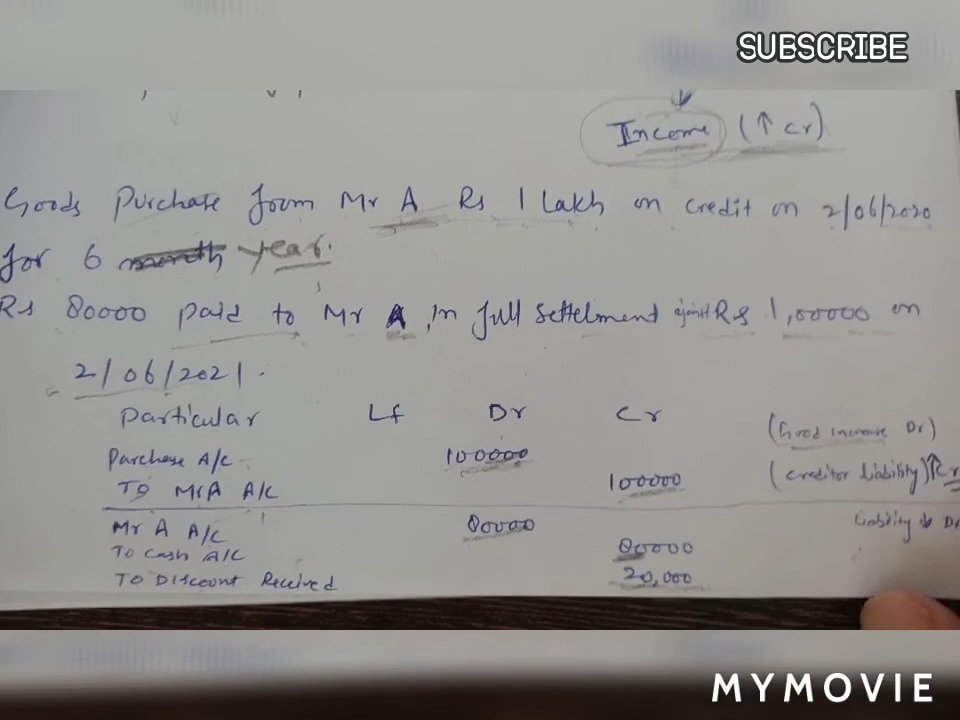 SUBSCRIBE
Income (↑ Cr)
Goods Purchase from Mr A Rs 1 Lakh on credit on 2/06/2020
for 6 month year.
Rs 80000 paid to Mr A in full settelment against Rs 1,00000 on
2/06/2021.
Particular Lf Dr Cr
(Good increase Dr)
Purchase A/C 100000
To Mr A A/C 100000 (creditor liability) ↑ Cr
Mr A A/C 80000 Liability ↓ Dr
To Cash A/C 80000
To Discount Received 20,000
MYMOVIE